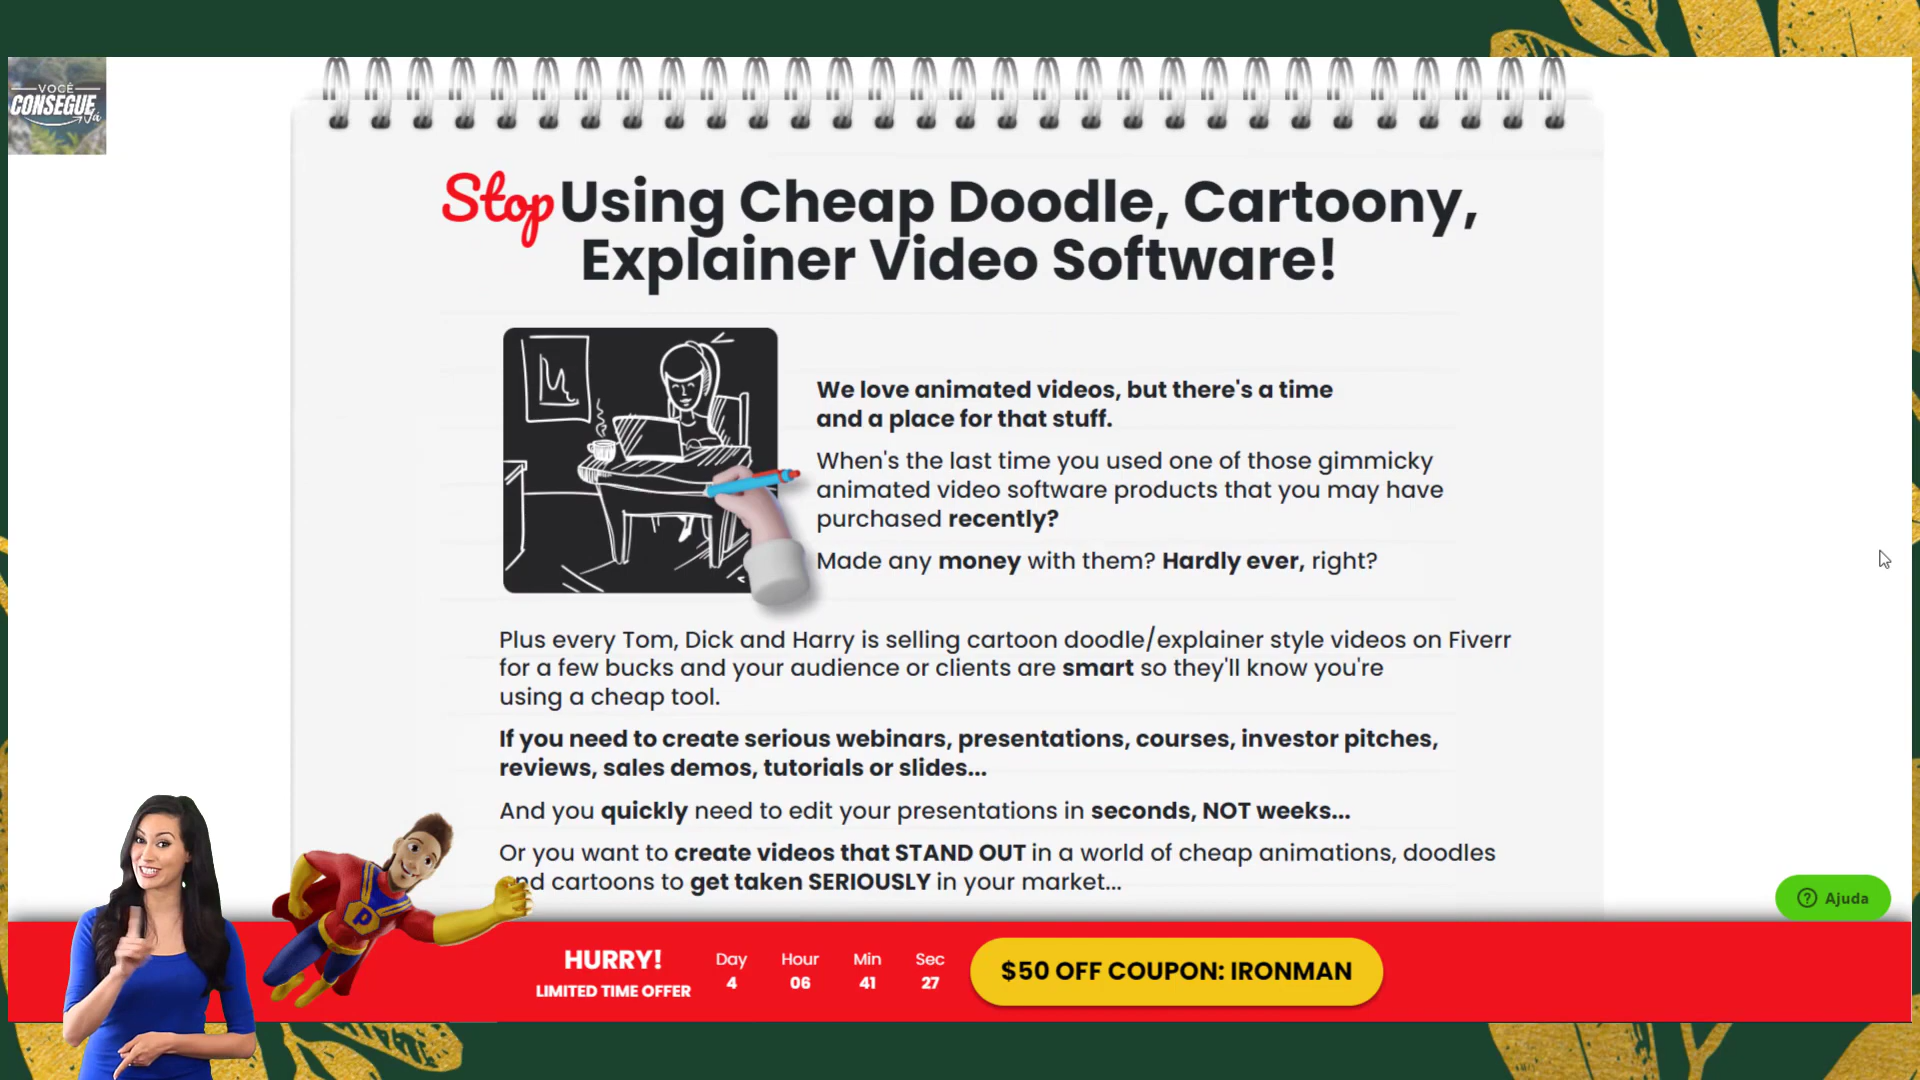 VOCÊ
CONSEGUE
Já
Stop Using Cheap Doodle, Cartoony,
Explainer Video Software!
We love animated videos, but there's a time
and a place for that stuff.
When's the last time you used one of those gimmicky
animated video software products that you may have
purchased recently?
Made any money with them? Hardly ever, right?
Plus every Tom, Dick and Harry is selling cartoon doodle/explainer style videos on Fiverr
for a few bucks and your audience or clients are smart so they'll know you're
using a cheap tool.
If you need to create serious webinars, presentations, courses, investor pitches,
reviews, sales demos, tutorials or slides...
And you quickly need to edit your presentations in seconds, NOT weeks...
Or you want to create videos that STAND OUT in a world of cheap animations, doodles
and cartoons to get taken SERIOUSLY in your market...
Ajuda
P
HURRY!
LIMITED TIME OFFER
Day Hour Min Sec
4 06 41 27
$50 OFF COUPON: IRONMAN